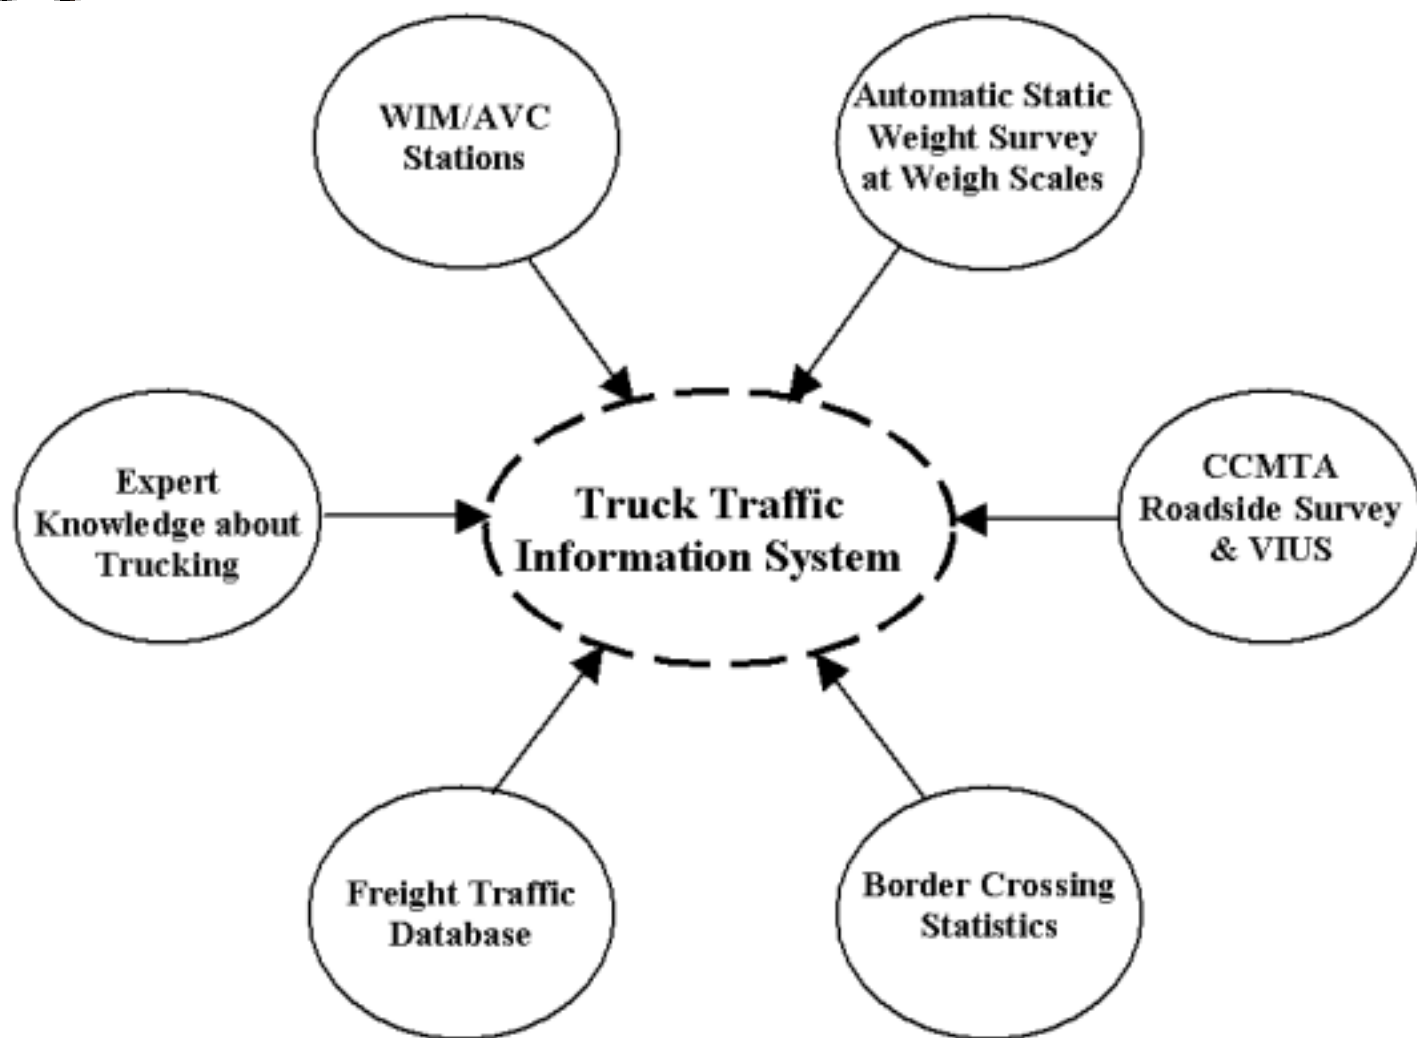 WIM/AVC
Stations
Automatic Static
Weight Survey
at Weigh Scales
Expert
Knowledge about
Trucking
Truck Traffic
Information System
CCMTA
Roadside Survey
& VIUS
Freight Traffic
Database
Border Crossing
Statistics